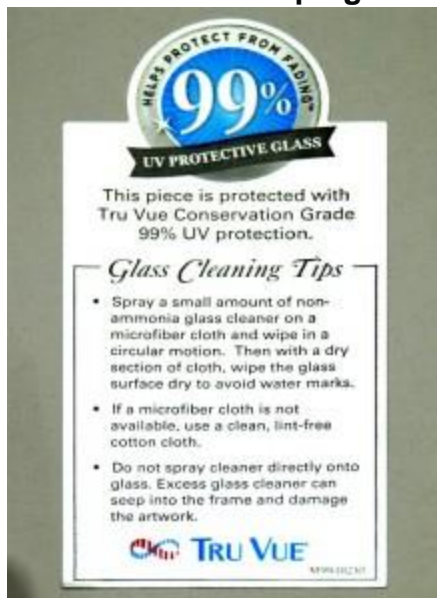 HELPS PROTECT FROM FADING™
99%
UV PROTECTIVE GLASS
This piece is protected with
Tru Vue Conservation Grade
99% UV protection.
Glass Cleaning Tips
• Spray a small amount of non-
ammonia glass cleaner on a
microfiber cloth and wipe in a
circular motion. Then with a dry
section of cloth, wipe the glass
surface dry to avoid water marks.
• If a microfiber cloth is not
available, use a clean, lint-free
cotton cloth.
• Do not spray cleaner directly onto
glass. Excess glass cleaner can
seep into the frame and damage
the artwork.
TRU VUE